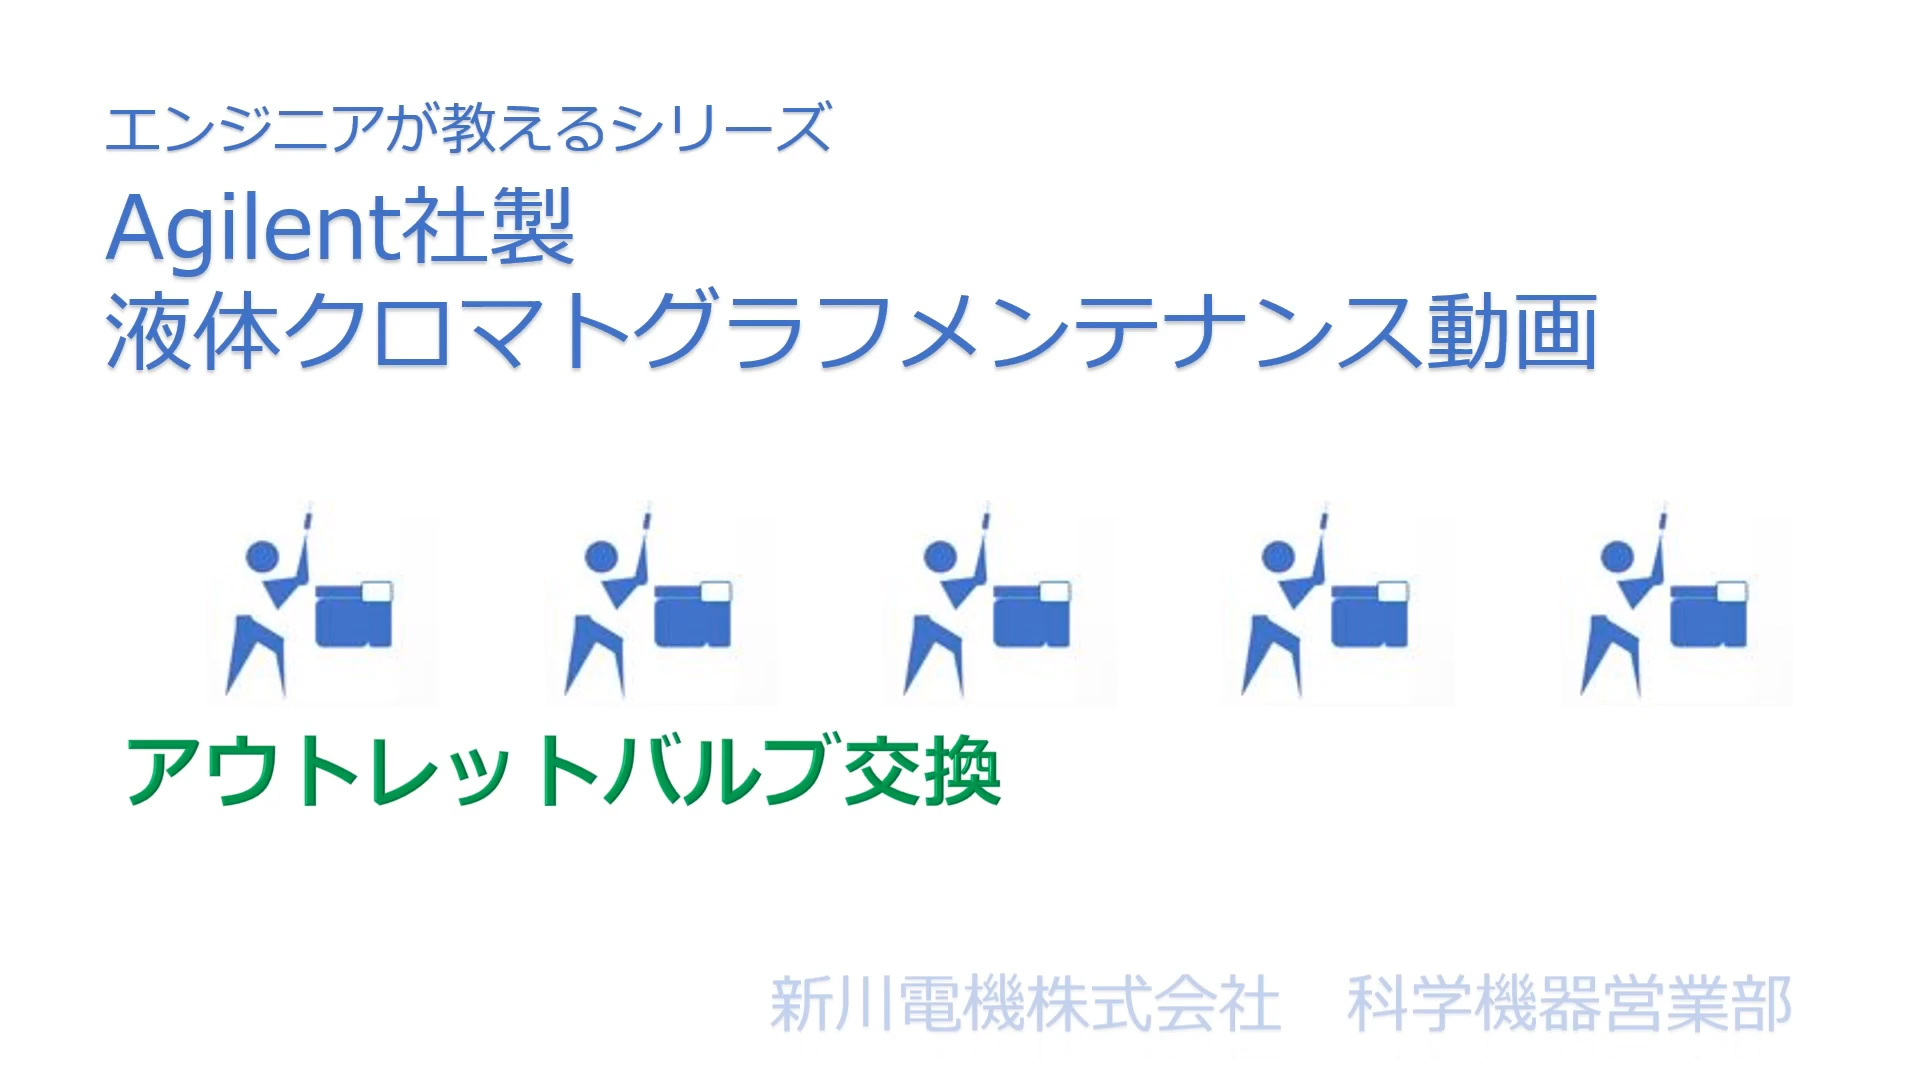 エンジニアが教えるシリーズ
Agilent社製
液体クロマトグラフメンテナンス動画
アウトレットバルブ交換
新川電機株式会社　科学機器営業部